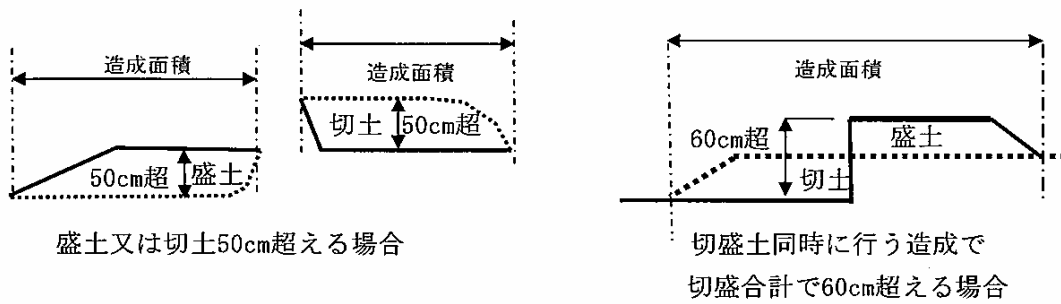 造成面積
50cm超
盛土
造成面積
切土
50cm超
盛土又は切土50cm超える場合
造成面積
60cm超
盛土
切土
切盛土同時に行う造成で
切盛合計で60cm超える場合